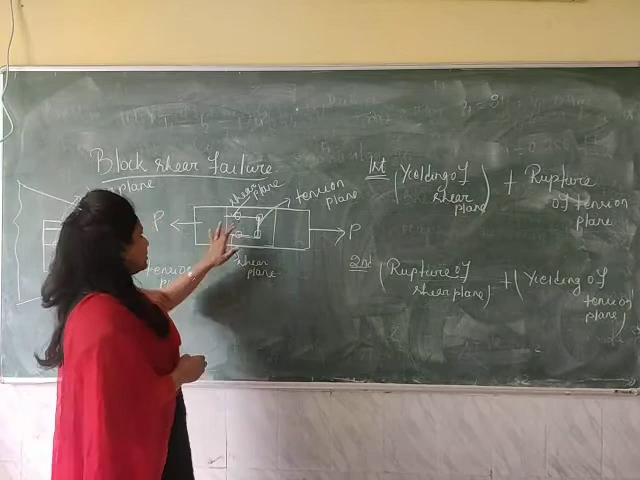 Block shear failure
plane
shear
plane
tension
plane
P
P
tension
shear
plane
1st (Yielding of
shear
plane) + Rupture
of tension
plane
2nd (Rupture of
shear plane) + (Yielding of
tension
plane)